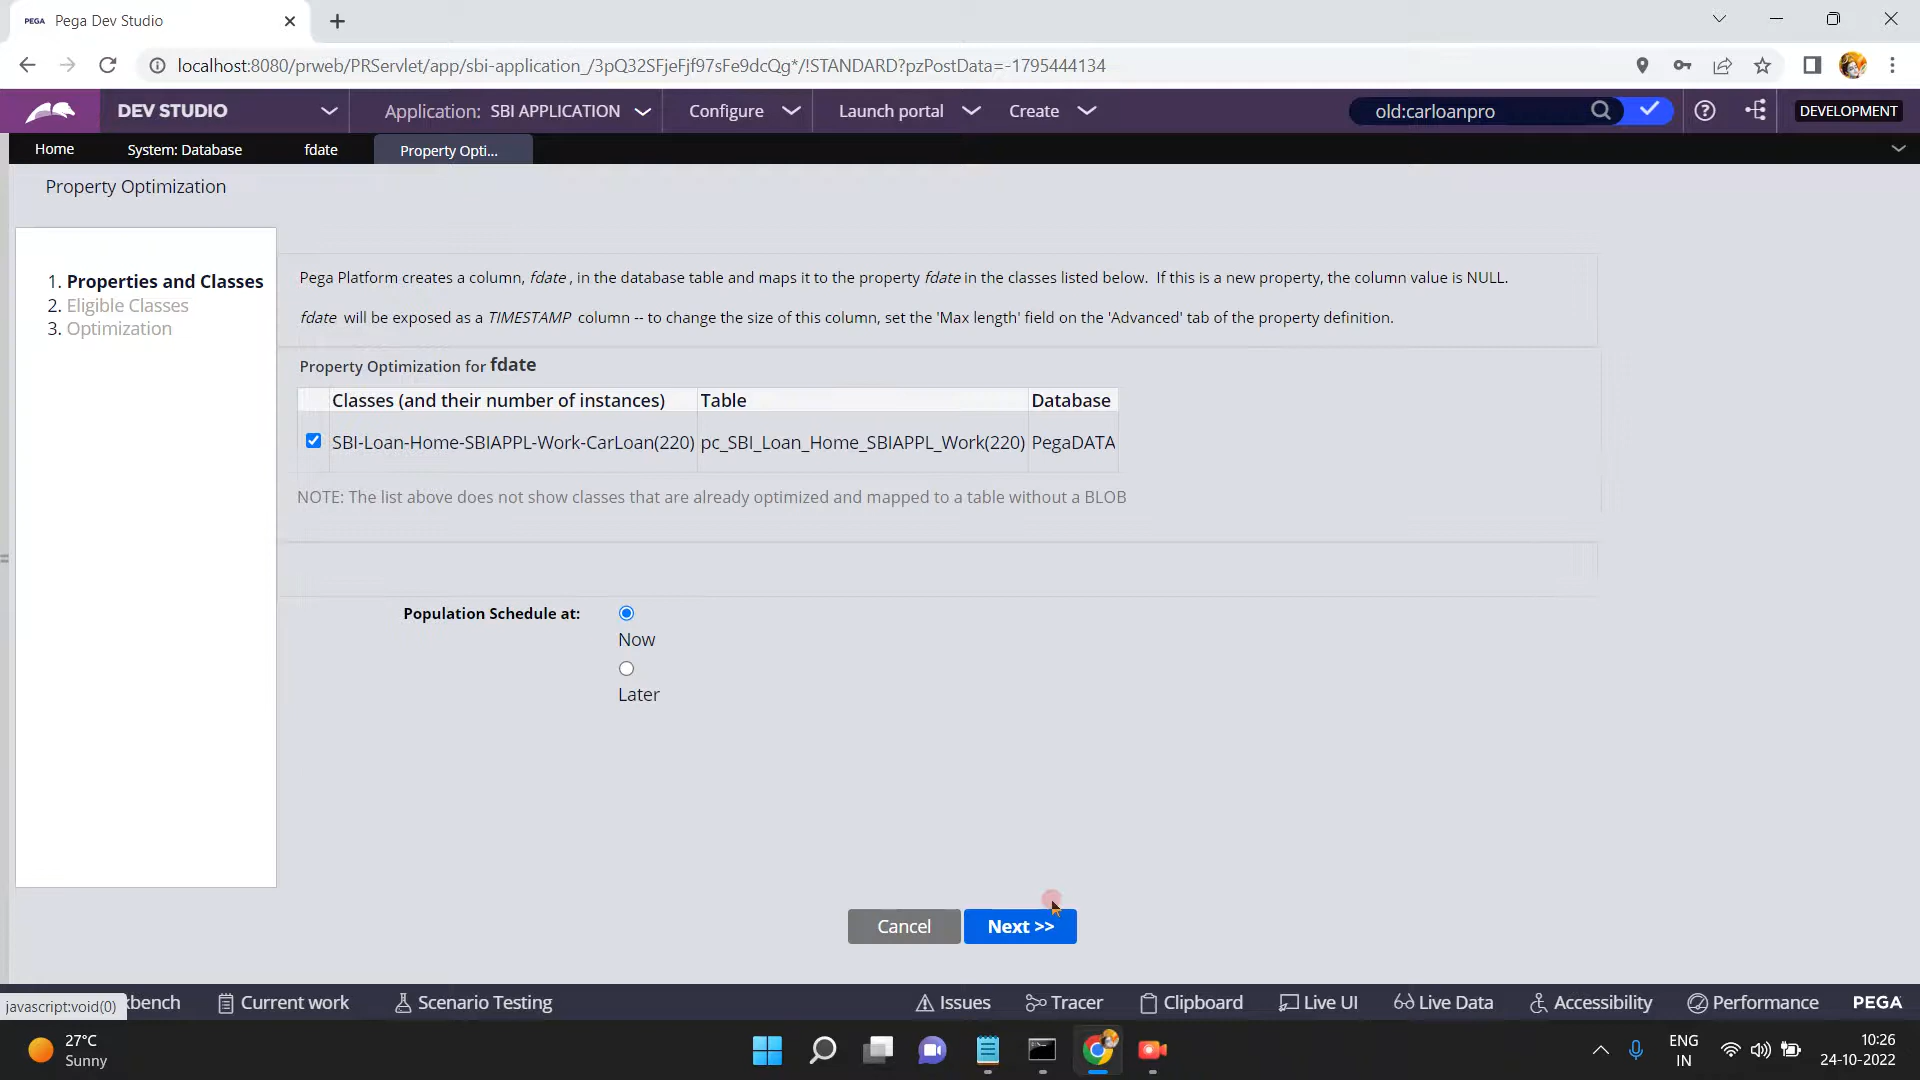 PEGA Pega Dev Studio
localhost:8080/prweb/PRServlet/app/sbi-application_/3pQ32SFjeFjf97sFe9dcQg*/!STANDARD?pzPostData=-1795444134
DEV STUDIO Application: SBI APPLICATION Configure Launch portal Create old:carloanpro DEVELOPMENT
Home System: Database fdate Property Opti...
Property Optimization
1. Properties and Classes
2. Eligible Classes
3. Optimization
Pega Platform creates a column, fdate , in the database table and maps it to the property fdate in the classes listed below. If this is a new property, the column value is NULL.
fdate will be exposed as a TIMESTAMP column -- to change the size of this column, set the 'Max length' field on the 'Advanced' tab of the property definition.
Property Optimization for fdate
Classes (and their number of instances) Table Database
SBI-Loan-Home-SBIAPPL-Work-CarLoan(220) pc_SBI_Loan_Home_SBIAPPL_Work(220) PegaDATA
NOTE: The list above does not show classes that are already optimized and mapped to a table without a BLOB
Population Schedule at:
Now
Later
Cancel Next >>
javascript:void(0) kbench Current work Scenario Testing Issues Tracer Clipboard Live UI Live Data Accessibility Performance PEGA
27°C
Sunny
ENG
IN
10:26
24-10-2022